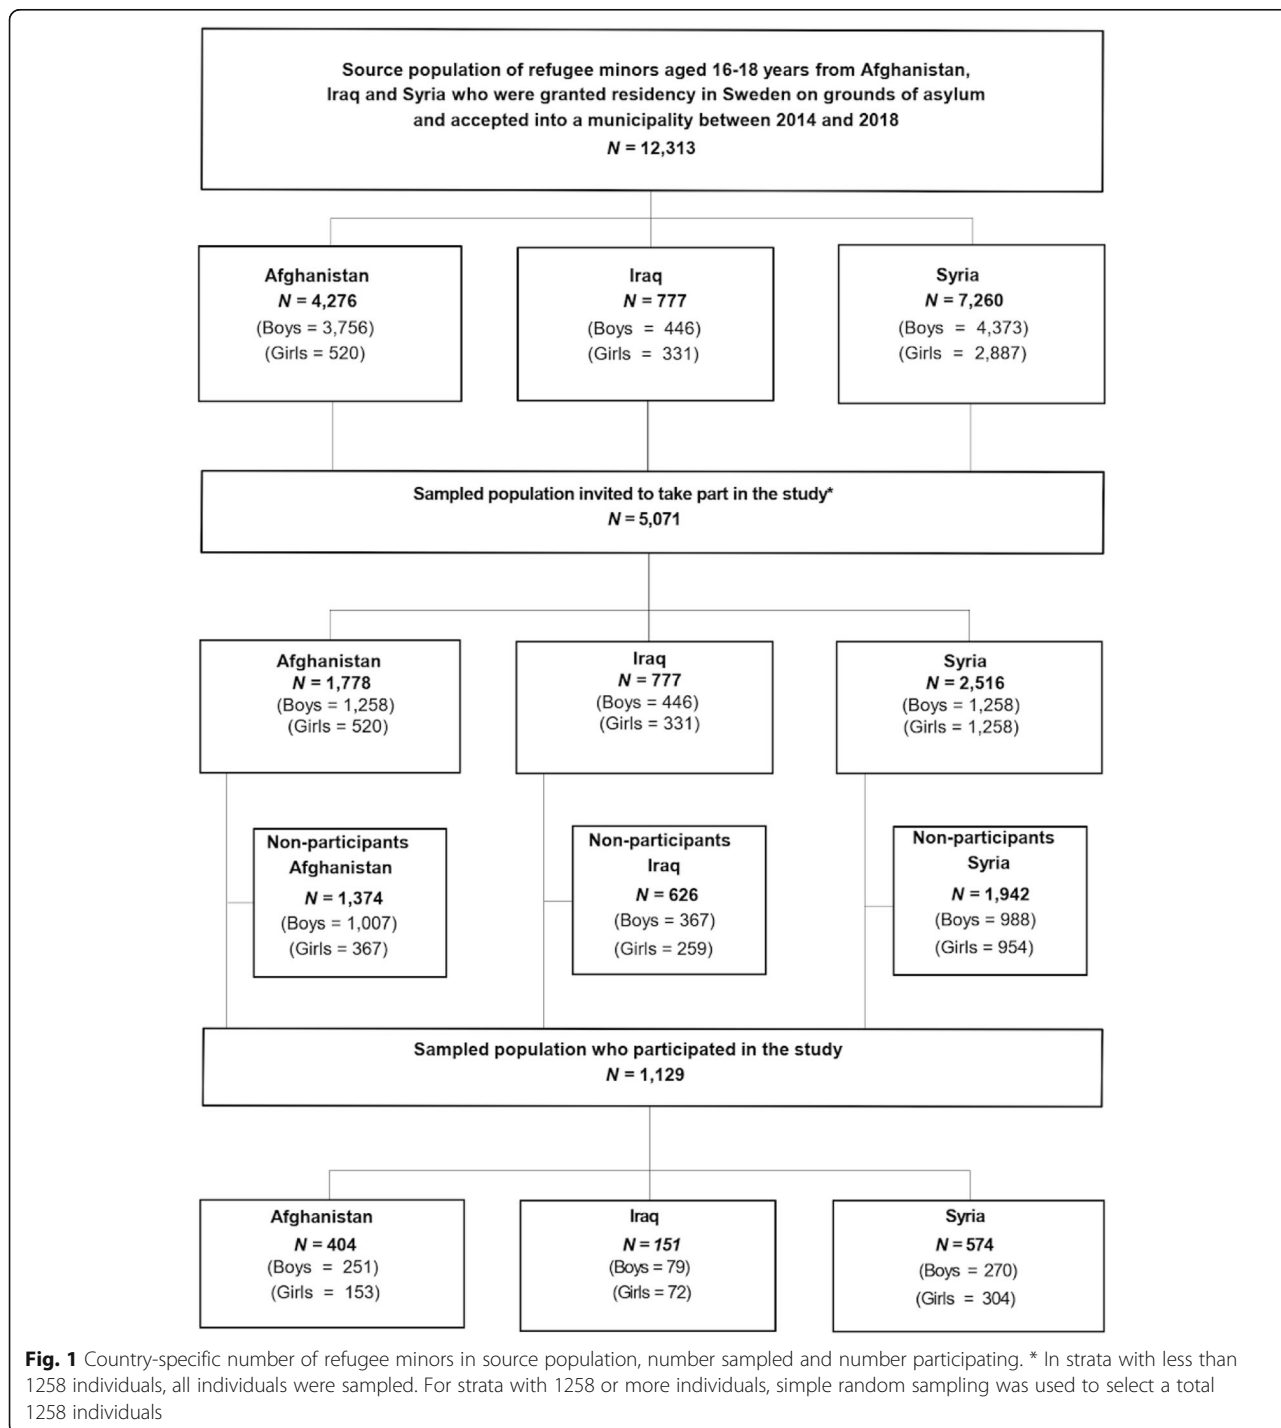 Source population of refugee minors aged 16-18 years from Afghanistan,
Iraq and Syria who were granted residency in Sweden on grounds of asylum
and accepted into a municipality between 2014 and 2018
N = 12,313
Afghanistan
N = 4,276
(Boys = 3,756)
(Girls = 520)
Iraq
N = 777
(Boys = 446)
(Girls = 331)
Syria
N = 7,260
(Boys = 4,373)
(Girls = 2,887)
Sampled population invited to take part in the study*
N = 5,071
Afghanistan
N = 1,778
(Boys = 1,258)
(Girls = 520)
Iraq
N = 777
(Boys = 446)
(Girls = 331)
Syria
N = 2,516
(Boys = 1,258)
(Girls = 1,258)
Non-participants
Afghanistan
N = 1,374
(Boys = 1,007)
(Girls = 367)
Non-participants
Iraq
N = 626
(Boys = 367)
(Girls = 259)
Non-participants
Syria
N = 1,942
(Boys = 988)
(Girls = 954)
Sampled population who participated in the study
N = 1,129
Afghanistan
N = 404
(Boys = 251)
(Girls = 153)
Iraq
N = 151
(Boys = 79)
(Girls = 72)
Syria
N = 574
(Boys = 270)
(Girls = 304)
Fig. 1 Country-specific number of refugee minors in source population, number sampled and number participating. * In strata with less than
1258 individuals, all individuals were sampled. For strata with 1258 or more individuals, simple random sampling was used to select a total
1258 individuals